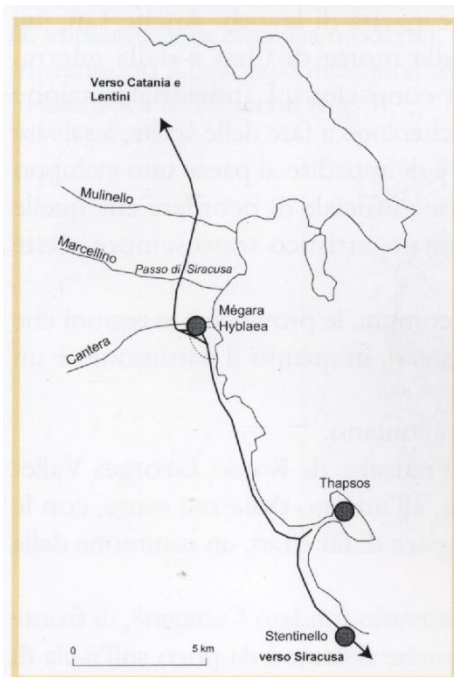 Verso Catania e
Lentini
Mulinello
Marcellino
Passo di Siracusa
Mégara
Hyblaea
Cantera
Thapsos
Stentinello
verso Siracusa
0 5 km